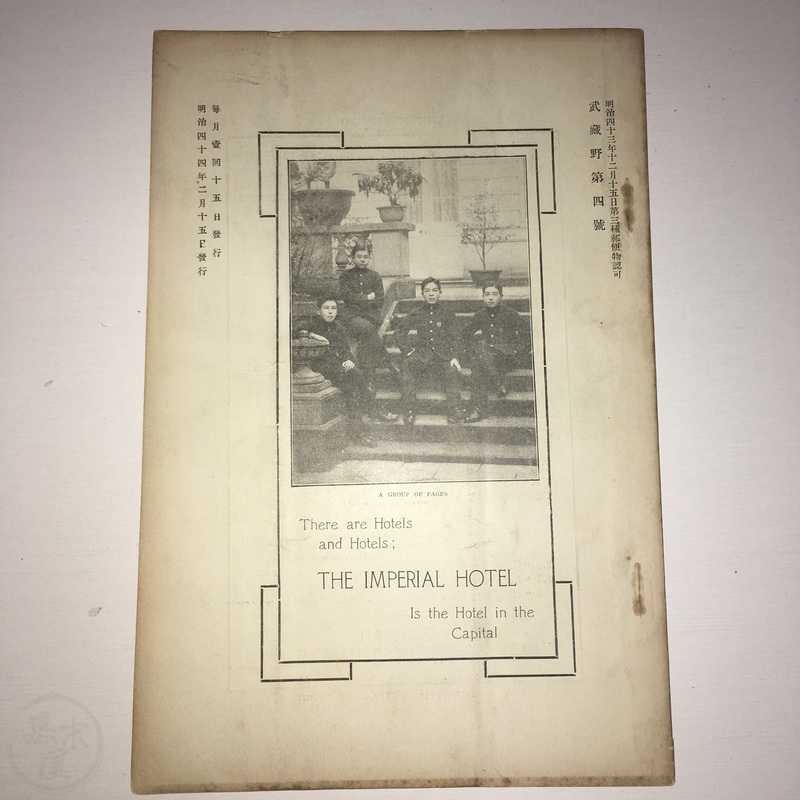 明治四十三年十二月十五日第三種郵便物認可
武藏野第四號
每月壹回十五日發行
明治四十四年二月十五日發行
A GROUP OF PAGES
There are Hotels
and Hotels;
THE IMPERIAL HOTEL
Is the Hotel in the
Capital